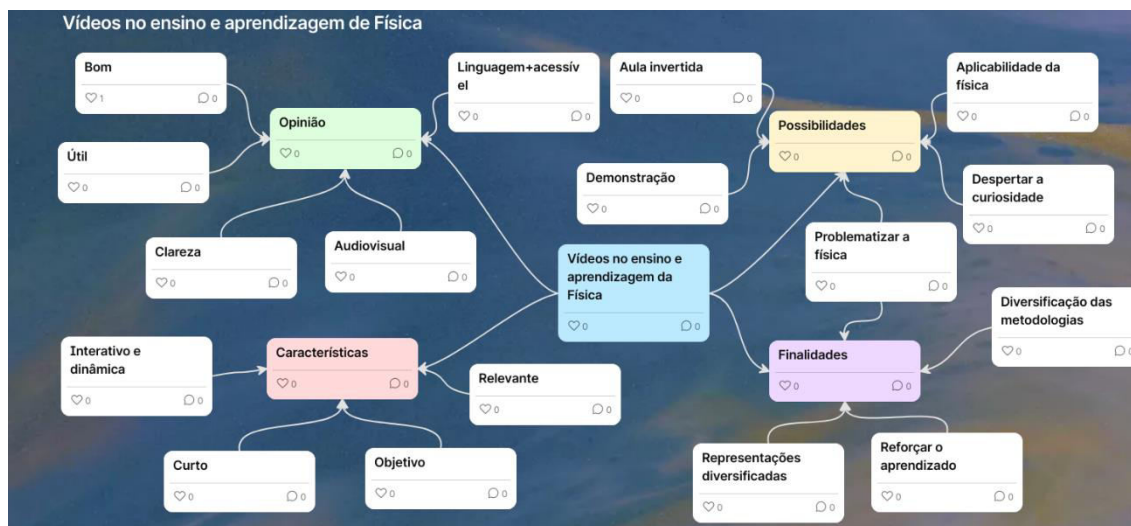 Vídeos no ensino e aprendizagem de Física
Bom
1
0
Linguagem+acessív
el
0
0
Aula invertida
0
0
Aplicabilidade da
física
0
0
Opinião
0
0
Possibilidades
0
0
Útil
0
0
Demonstração
0
0
Despertar a
curiosidade
0
0
Clareza
0
0
Audiovisual
0
0
Vídeos no ensino e
aprendizagem da
Física
0
0
Problematizar a
física
0
0
Diversificação das
metodologias
0
0
Interativo e
dinâmica
0
0
Características
0
0
Relevante
0
0
Finalidades
0
0
Curto
0
0
Objetivo
0
0
Representações
diversificadas
0
0
Reforçar o
aprendizado
0
0